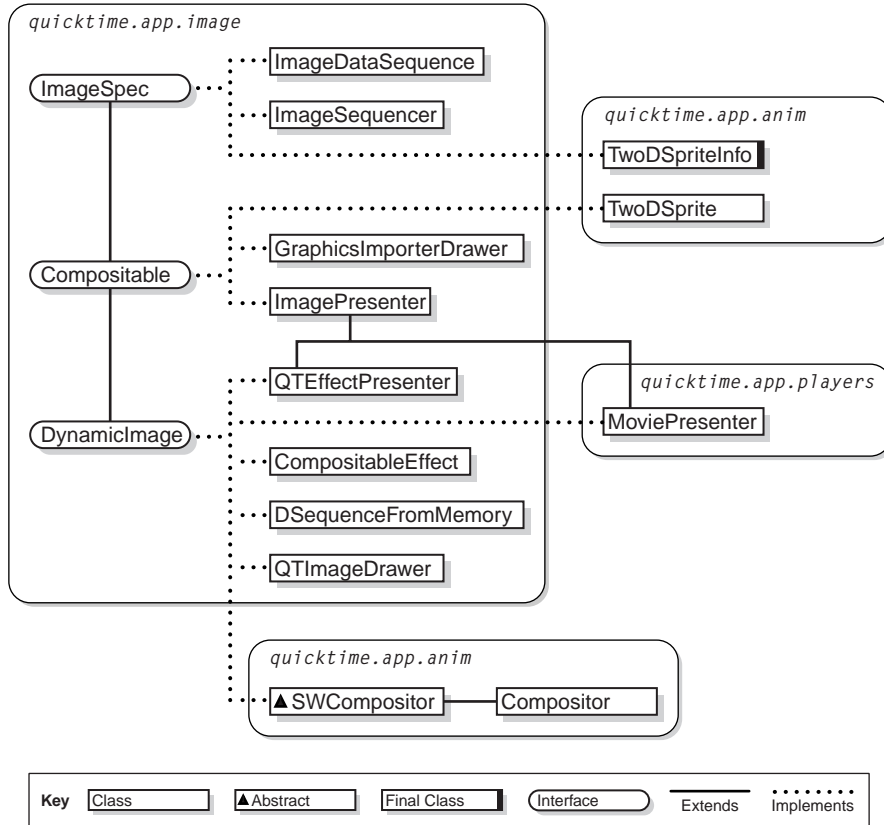 quicktime.app.image
ImageDataSequence
ImageSpec
ImageSequencer
quicktime.app.anim
TwoDSpriteInfo
TwoDSprite
GraphicsImporterDrawer
Compositable
ImagePresenter
QTEffectPresenter
quicktime.app.players
DynamicImage
MoviePresenter
CompositableEffect
DSequenceFromMemory
QTImageDrawer
quicktime.app.anim
SWCompositor
Compositor
Key
Class
Abstract
Final Class
Interface
Extends
Implements